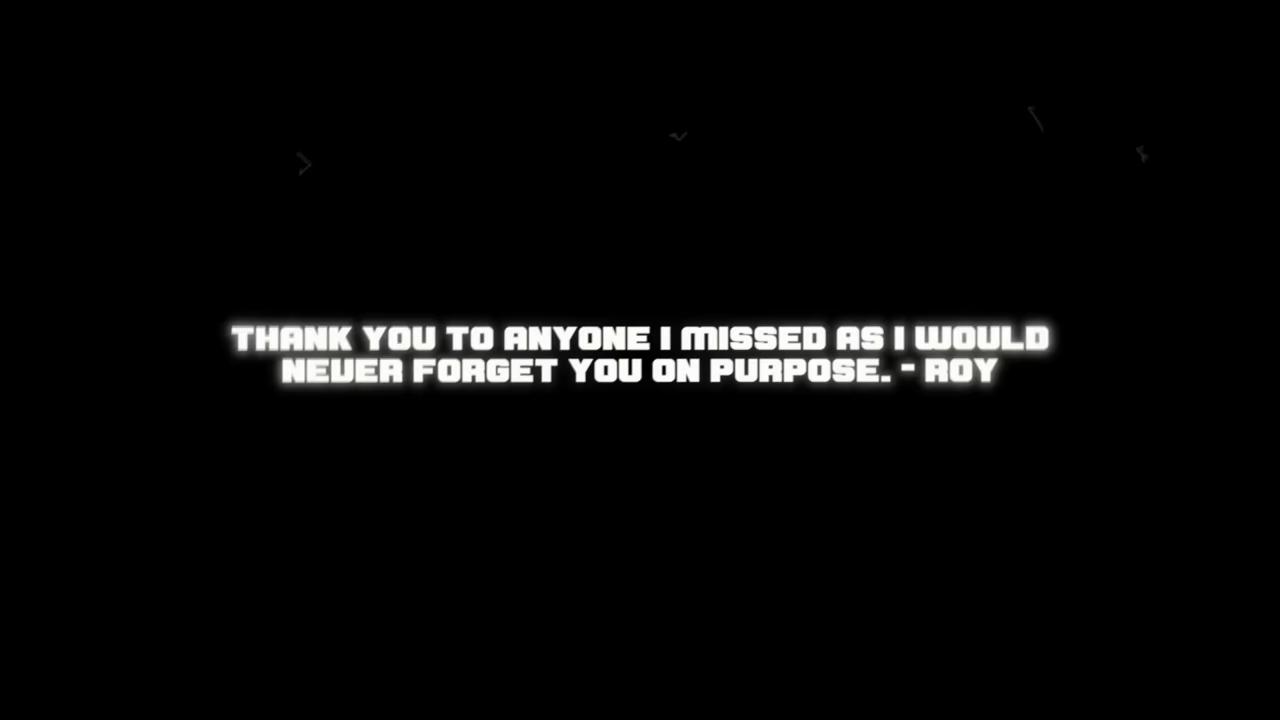 THANK YOU TO ANYONE I MISSED AS I WOULD
NEVER FORGET YOU ON PURPOSE. - ROY